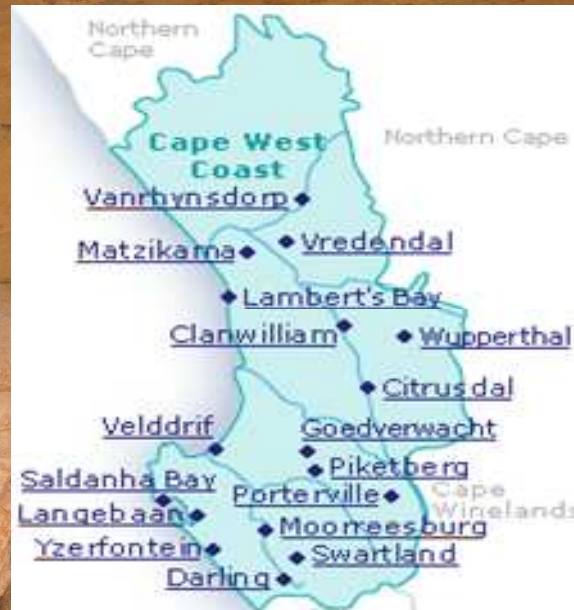 Northern
Cape
Northern Cape
Cape West
Coast
Vanrhynsdorp
Vredendal
Matzikama
Lambert's Bay
Clanwilliam
Wupperthal
Citrusdal
Velddrif
Goedverwacht
Piketberg
Saldanha Bay
Porterville
Cape
Winelands
Langebaan
Moorreesburg
Yzerfontein
Swartland
Darling